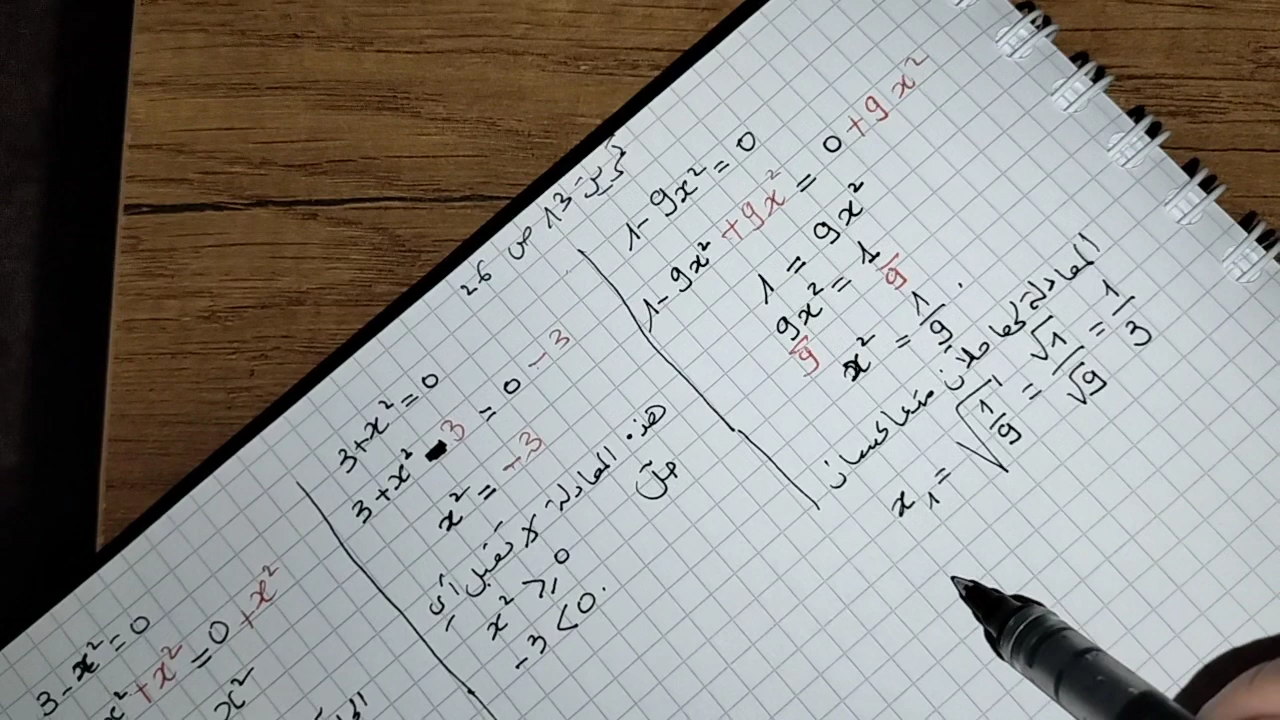 تمرين 13 ص 26
3 - x² = 0
x² + x² = 0 + x²
x²
3 + x² = 0
3 + x² - 3 = 0 - 3
x² = -3
هذه المعادلة لا تقبل أي
حل
x² ⩾ 0
-3 < 0.
1 - 9x² = 0
1 - 9x² + 9x² = 0 + 9x²
1 = 9x²
9x²/9 = 1/9
x² = 1/9.
المعادلة لها حلان متعاكسان
x₁ = √(1/9) = √1/√9 = 1/3